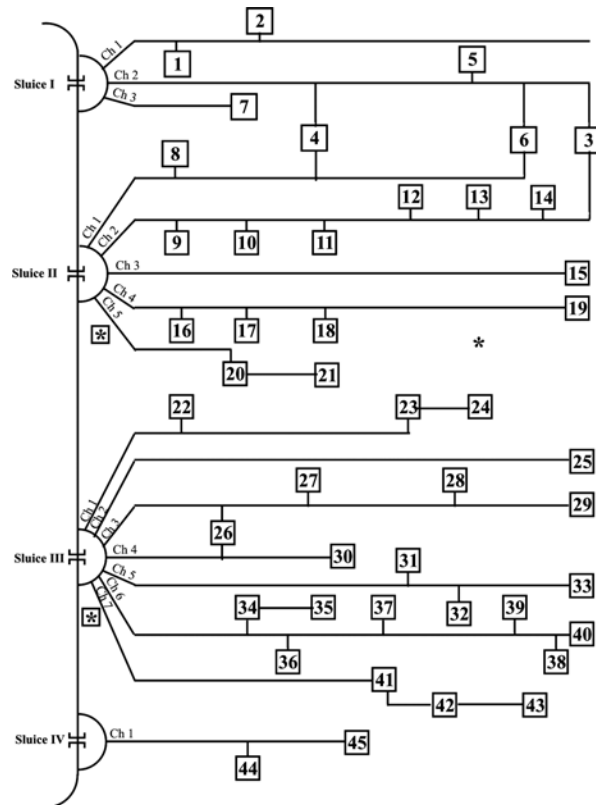 2
Ch 1
1
5
Sluice I
Ch 2
Ch 3
7
4
6
3
8
12
13
14
Ch 1
Ch 2
9
10
11
Sluice II
Ch 3
15
Ch 4
19
Ch 5
16
17
18
*
*
20
21
22
23
24
25
Ch 1
Ch 2
Ch 3
27
28
29
26
Sluice III
Ch 4
30
31
Ch 5
33
Ch 6
Ch 7
32
34
35
37
39
*
40
36
38
41
42
43
Sluice IV
Ch 1
45
44